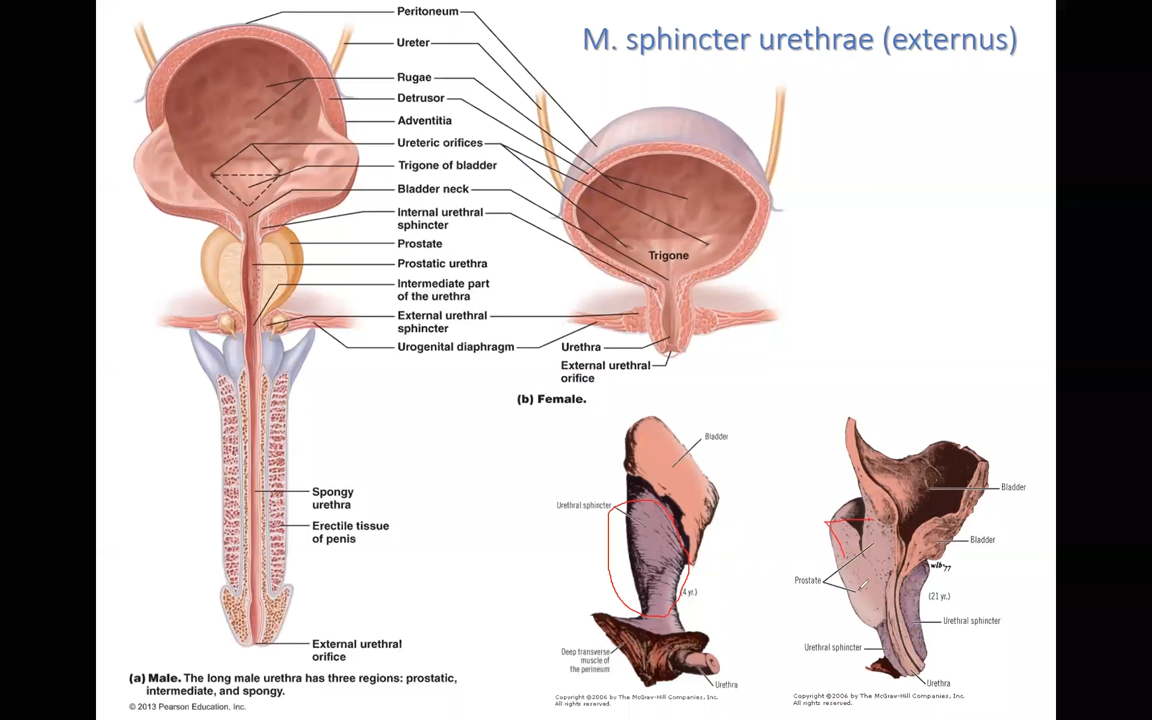 M. sphincter urethrae (externus)
Peritoneum
Ureter
Rugae
Detrusor
Adventitia
Ureteric orifices
Trigone of bladder
Bladder neck
Internal urethral
sphincter
Prostate
Prostatic urethra
Intermediate part
of the urethra
External urethral
sphincter
Urogenital diaphragm
Spongy
urethra
Erectile tissue
of penis
External urethral
orifice
(a) Male. The long male urethra has three regions: prostatic,
intermediate, and spongy.
© 2013 Pearson Education, Inc.
Trigone
Urethra
External urethral
orifice
(b) Female.
Bladder
Urethral sphincter
4 yr.)
Deep transverse
muscle of
the perineum
Urethra
Copyright ©2006 by The McGraw-Hill Companies, Inc.
All rights reserved.
Bladder
Bladder
wlb-77
Prostate
(21 yr.)
Urethral sphincter
Urethral sphincter
Urethra
Copyright ©2006 by The McGraw-Hill Companies, Inc.
All rights reserved.